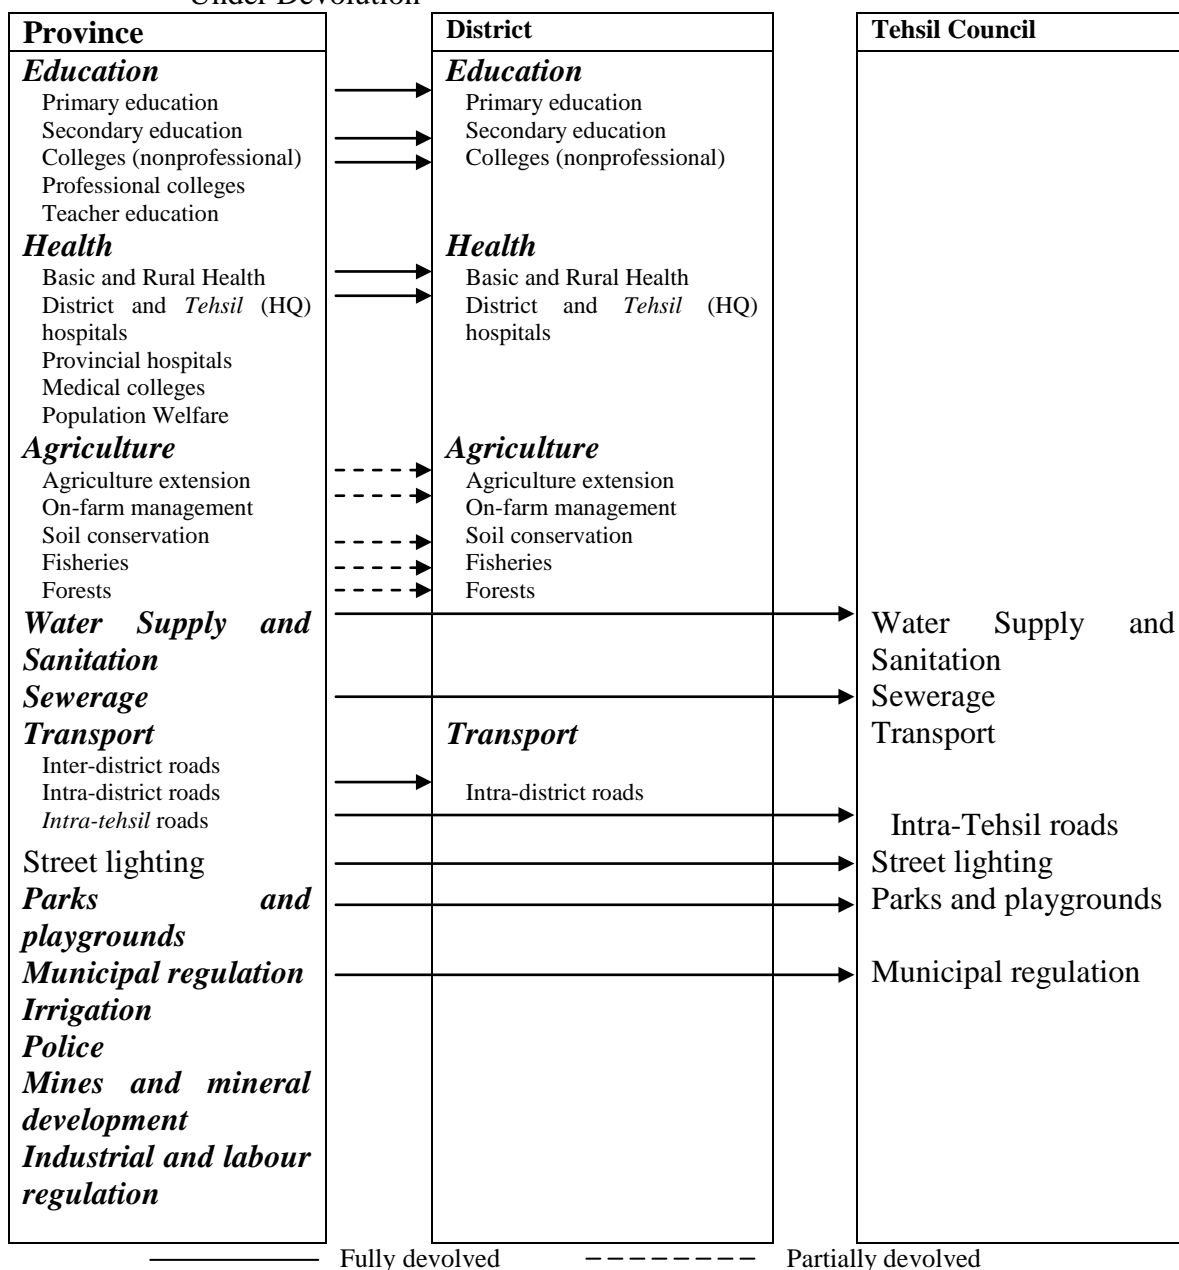 Under Devolution
Province
Education
Primary education
Secondary education
Colleges (nonprofessional)
Professional colleges
Teacher education
Health
Basic and Rural Health
District and Tehsil (HQ)
hospitals
Provincial hospitals
Medical colleges
Population Welfare
Agriculture
Agriculture extension
On-farm management
Soil conservation
Fisheries
Forests
Water Supply and
Sanitation
Sewerage
Transport
Inter-district roads
Intra-district roads
Intra-tehsil roads
Street lighting
Parks and
playgrounds
Municipal regulation
Irrigation
Police
Mines and mineral
development
Industrial and labour
regulation
District
Education
Primary education
Secondary education
Colleges (nonprofessional)
Health
Basic and Rural Health
District and Tehsil (HQ)
hospitals
Agriculture
Agriculture extension
On-farm management
Soil conservation
Fisheries
Forests
Transport
Intra-district roads
Tehsil Council
Water Supply and
Sanitation
Sewerage
Transport
Intra-Tehsil roads
Street lighting
Parks and playgrounds
Municipal regulation
Fully devolved
Partially devolved